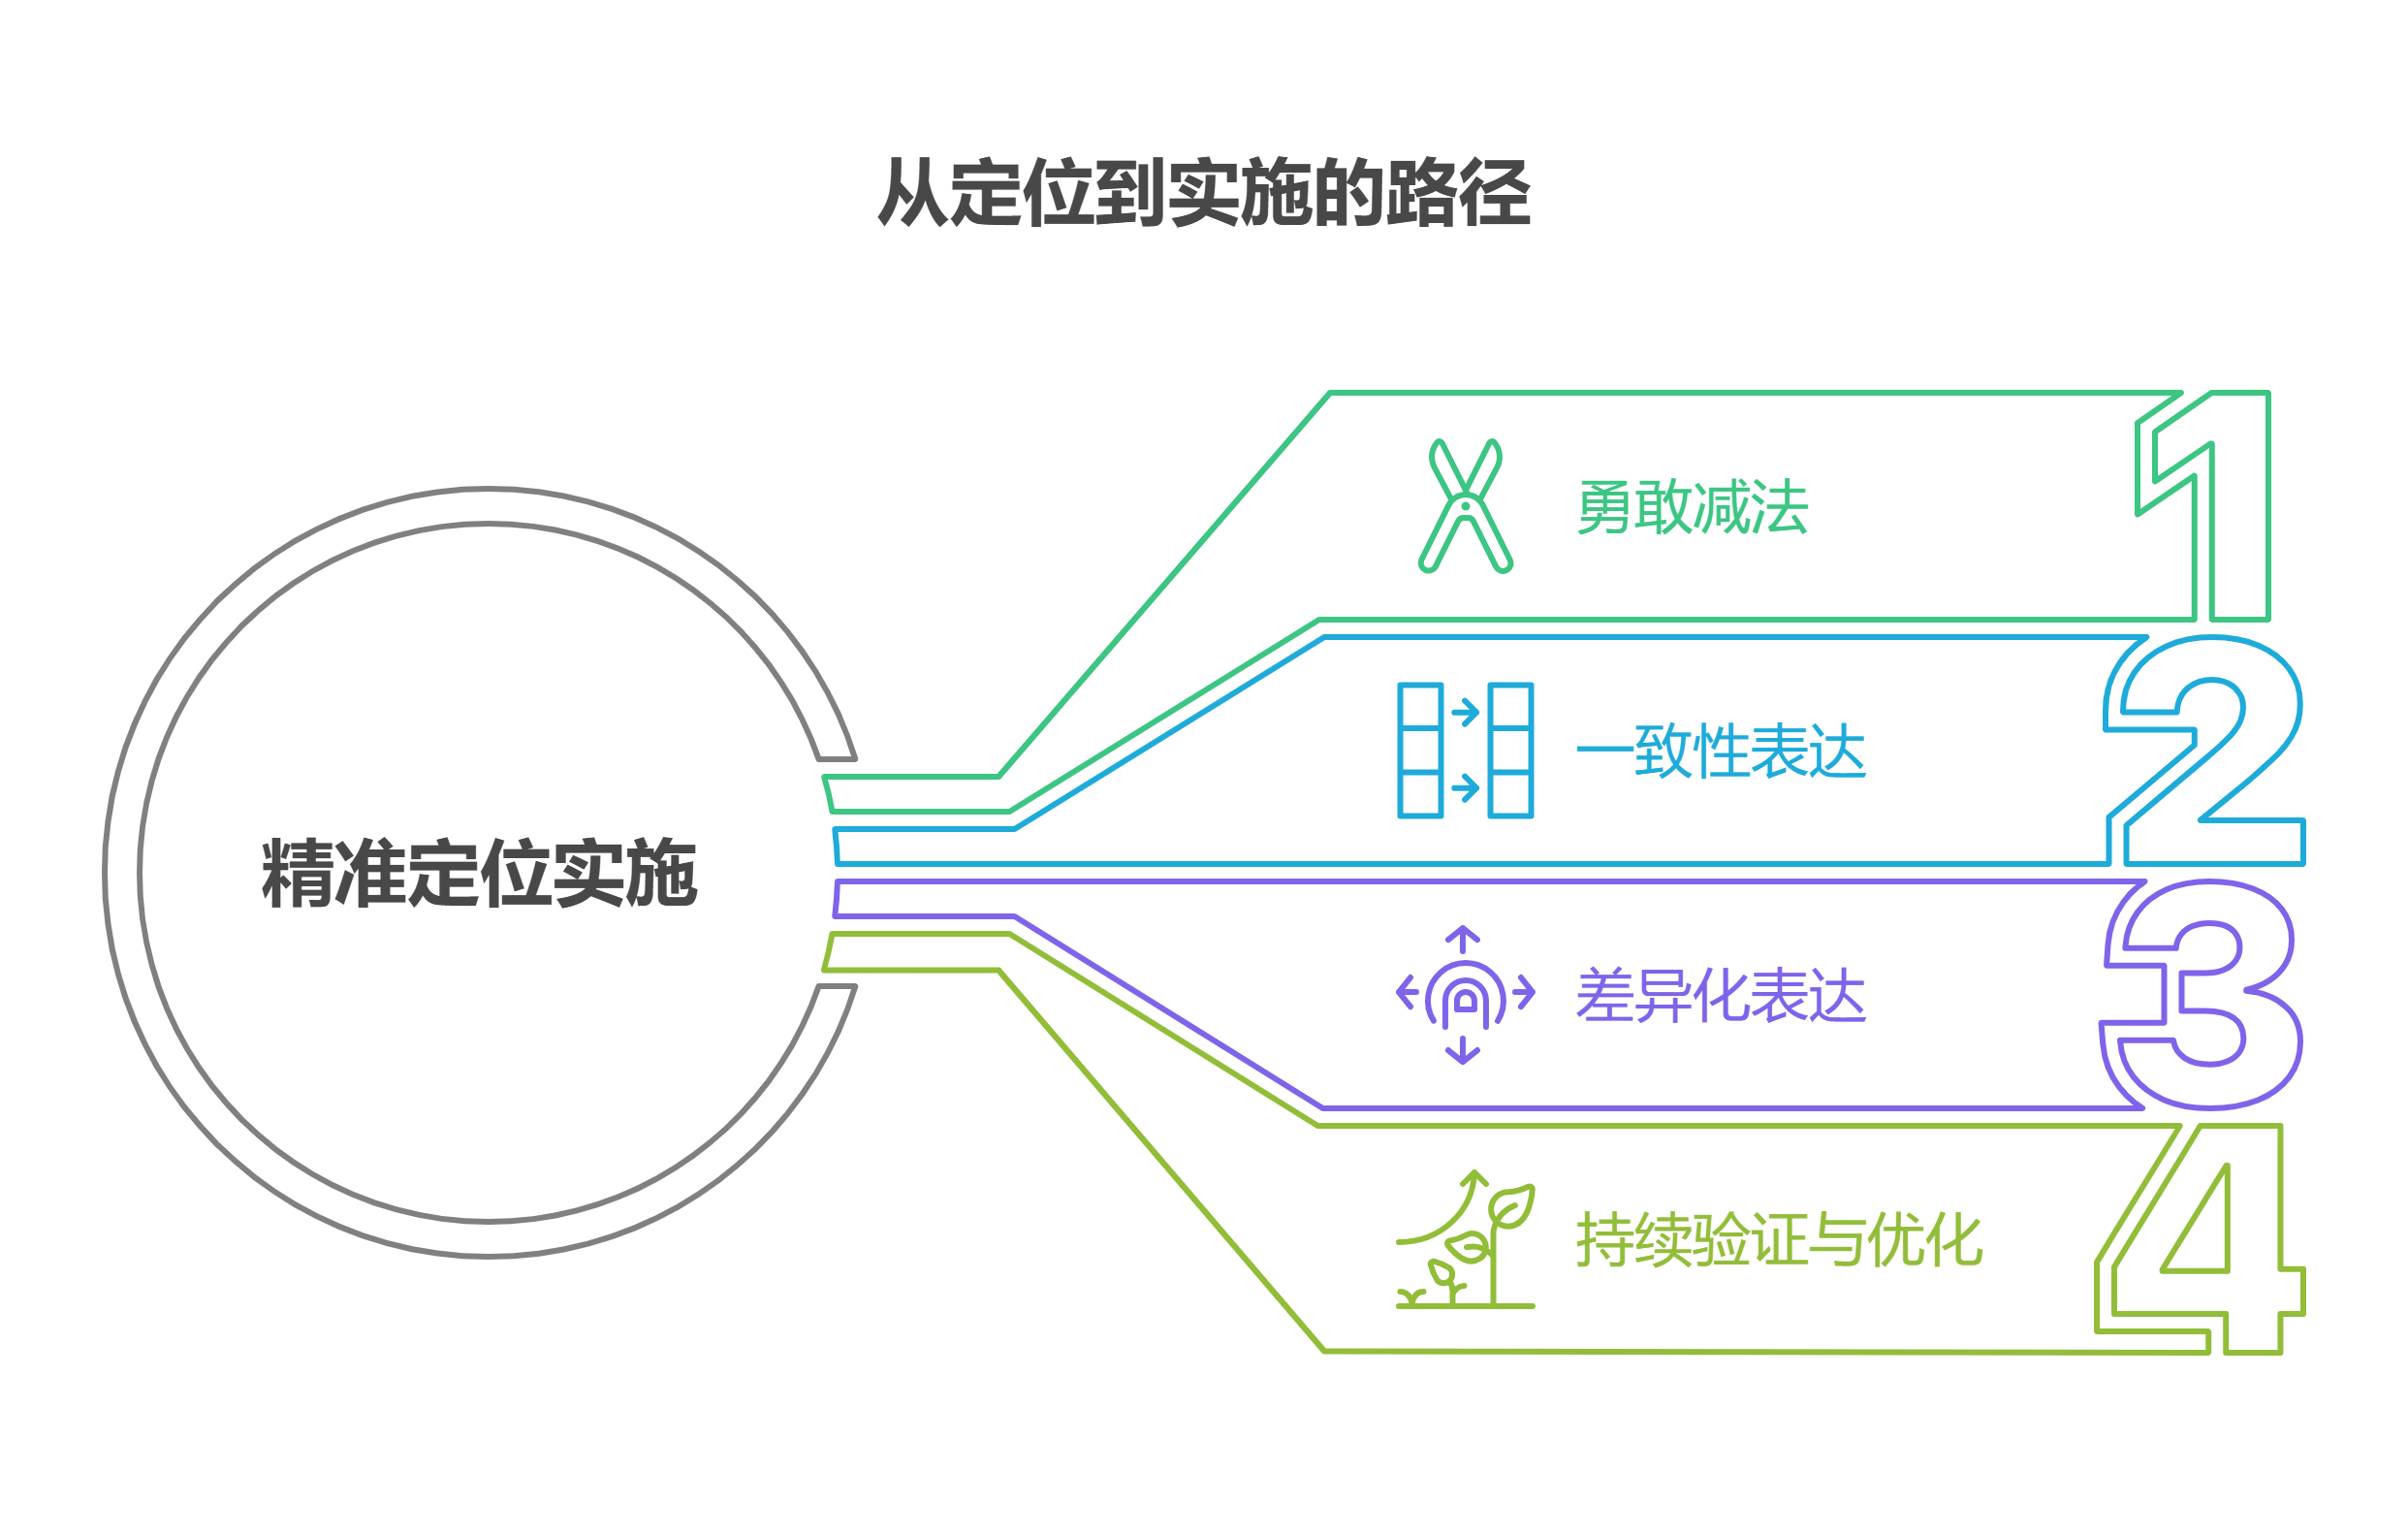 从定位到实施的路径
精准定位实施
勇敢减法
1
一致性表达
2
差异化表达
3
持续验证与优化
4